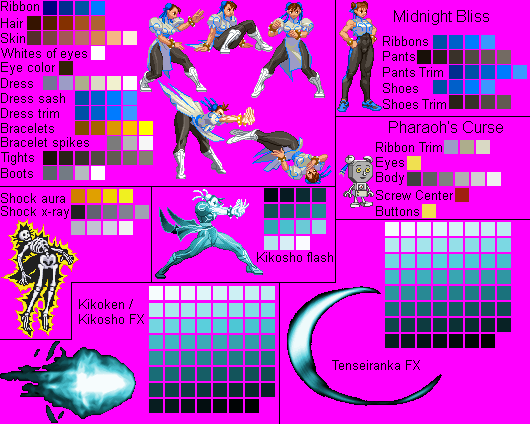 Ribbon
Hair
Skin
Whites of eyes
Eye color
Dress
Dress sash
Dress trim
Bracelets
Bracelet spikes
Tights
Boots
Midnight Bliss
Ribbons
Pants
Pants Trim
Shoes
Shoes Trim
Pharaoh's Curse
Ribbon Trim
Eyes
Body
Screw Center
Buttons
Shock aura
Shock x-ray
Kikosho flash
Kikoken /
Kikosho FX
Tenseiranka FX